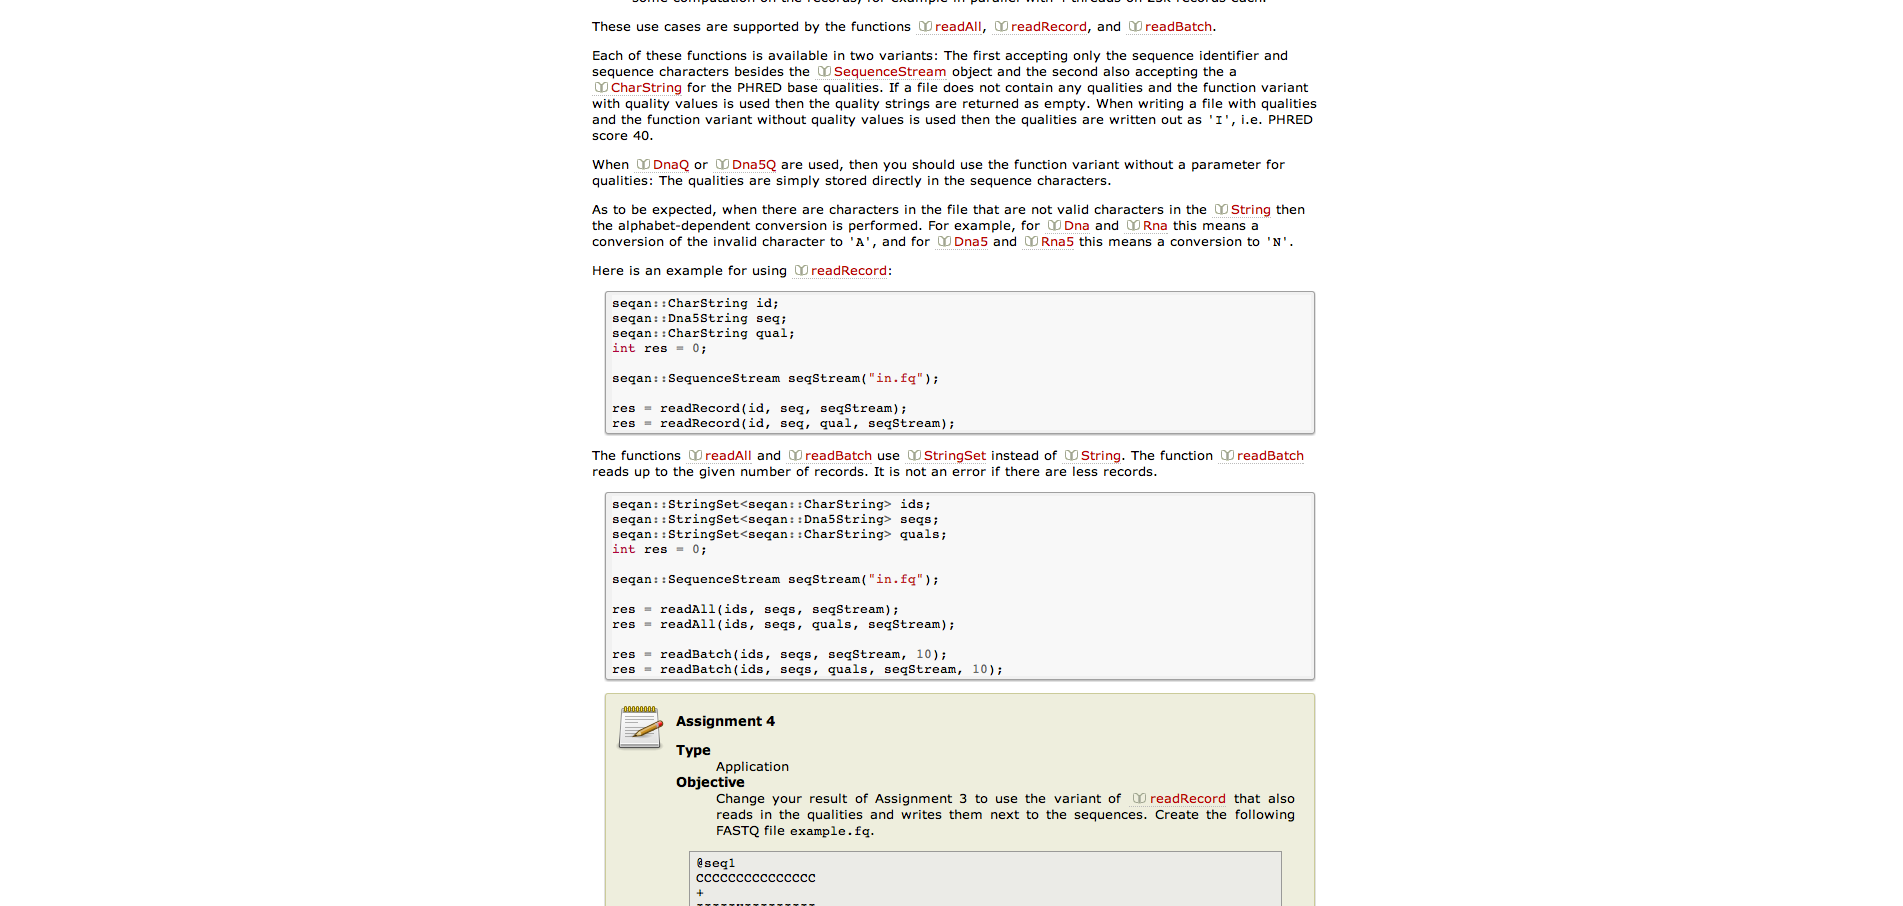 These use cases are supported by the functions readAll, readRecord, and readBatch.
Each of these functions is available in two variants: The first accepting only the sequence identifier and
sequence characters besides the SequenceStream object and the second also accepting the a
CharString for the PHRED base qualities. If a file does not contain any qualities and the function variant
with quality values is used then the quality strings are returned as empty. When writing a file with qualities
and the function variant without quality values is used then the qualities are written out as 'I', i.e. PHRED
score 40.
When DnaQ or Dna5Q are used, then you should use the function variant without a parameter for
qualities: The qualities are simply stored directly in the sequence characters.
As to be expected, when there are characters in the file that are not valid characters in the String then
the alphabet-dependent conversion is performed. For example, for Dna and Rna this means a
conversion of the invalid character to 'A', and for Dna5 and Rna5 this means a conversion to 'N'.
Here is an example for using readRecord:
seqan::CharString id;
seqan::Dna5String seq;
seqan::CharString qual;
int res = 0;
seqan::SequenceStream seqStream("in.fq");
res = readRecord(id, seq, seqStream);
res = readRecord(id, seq, qual, seqStream);
The functions readAll and readBatch use StringSet instead of String. The function readBatch
reads up to the given number of records. It is not an error if there are less records.
seqan::StringSet<seqan::CharString> ids;
seqan::StringSet<seqan::Dna5String> seqs;
seqan::StringSet<seqan::CharString> quals;
int res = 0;
seqan::SequenceStream seqStream("in.fq");
res = readAll(ids, seqs, seqStream);
res = readAll(ids, seqs, quals, seqStream);
res = readBatch(ids, seqs, seqStream, 10);
res = readBatch(ids, seqs, quals, seqStream, 10);
Assignment 4
Type
Application
Objective
Change your result of Assignment 3 to use the variant of readRecord that also
reads in the qualities and writes them next to the sequences. Create the following
FASTQ file example.fq.
@seq1
CCCCCCCCCCCCCCC
+